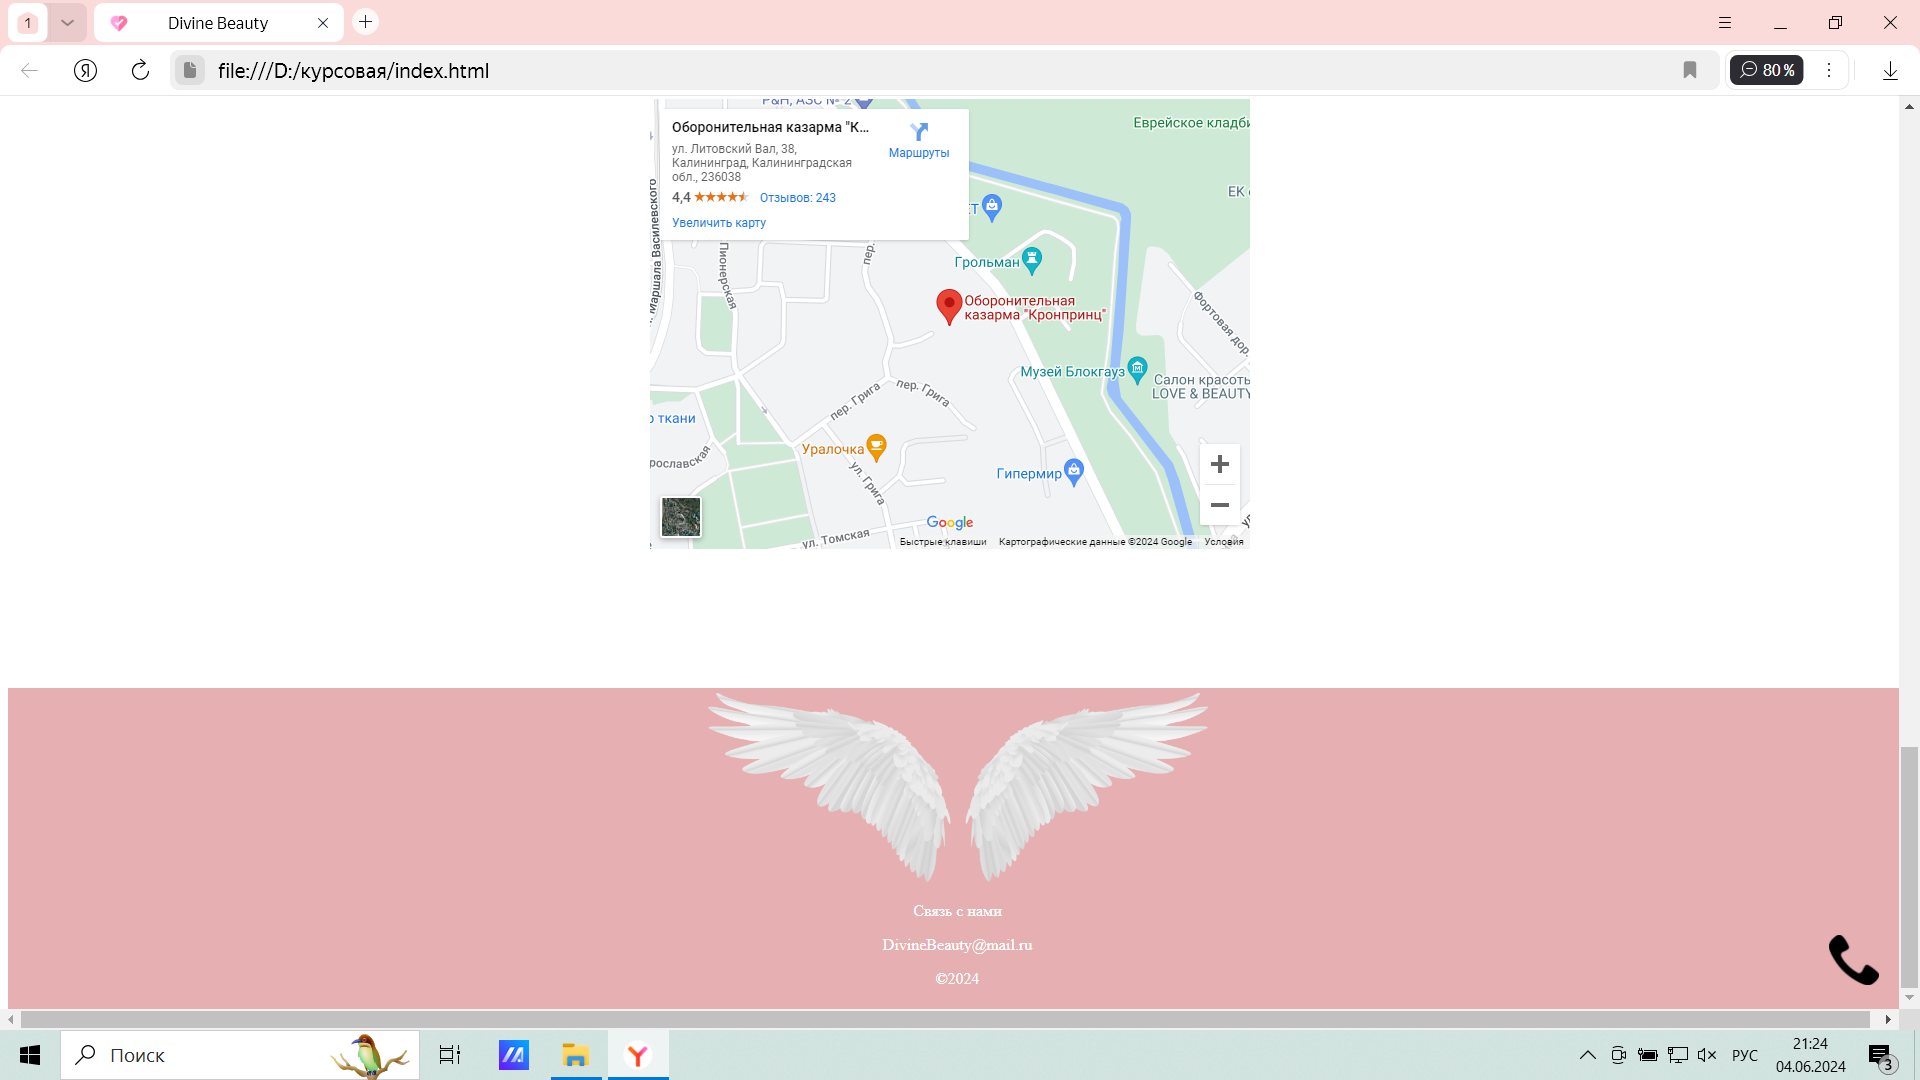 1
Divine Beauty
file:///D:/курсовая/index.html
80 %
Р&Н, АЗС № 2
Оборонительная казарма "К...
ул. Литовский Вал, 38,
Калининград, Калининградская
обл., 236038
4,4
Отзывов: 243
Увеличить карту
Маршруты
Еврейское кладби
ЕК
ЕТ
Маршала Василевского
Пионерская
пер.
Грольман
Оборонительная
казарма "Кронпринц"
Фортовая дор.
Музей Блокгауз
Салон красоты
LOVE & BEAUTY
пер. Грига
пер. Грига
р ткани
Уралочка
рославская
ул. Грига
Гипермир
Google
ул. Томская
Быстрые клавиши
Картографические данные ©2024 Google
Условия
Связь с нами
DivineBeauty@mail.ru
©2024
Поиск
РУС
21:24
04.06.2024
3